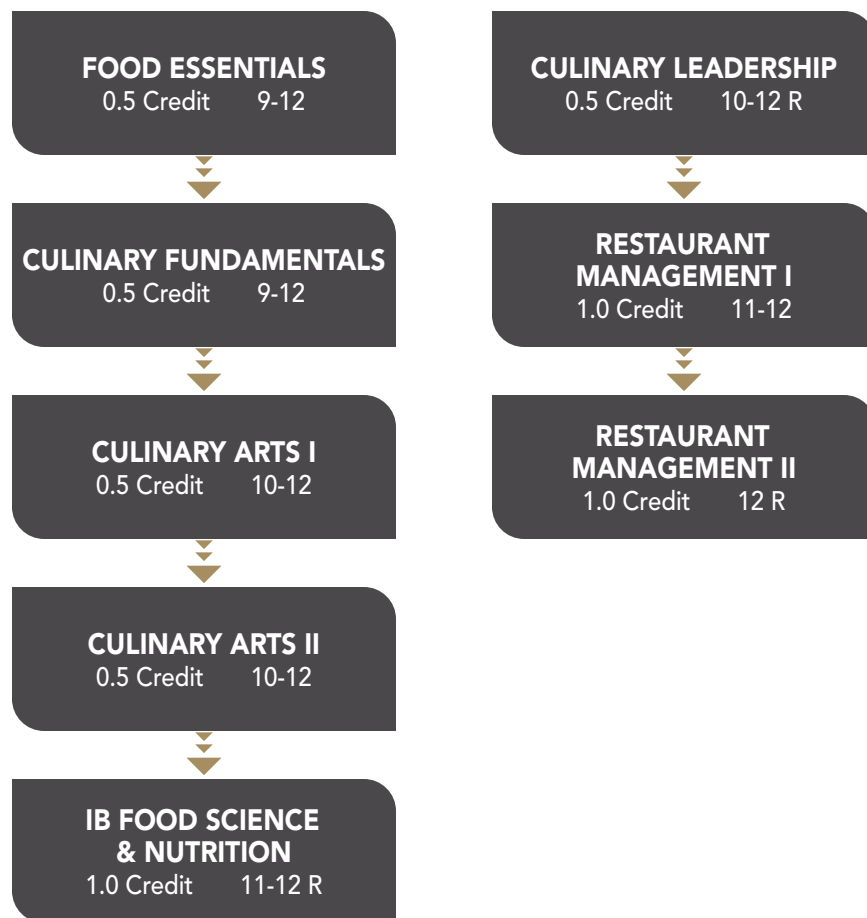 FOOD ESSENTIALS
0.5 Credit 9-12
CULINARY FUNDAMENTALS
0.5 Credit 9-12
CULINARY ARTS I
0.5 Credit 10-12
CULINARY ARTS II
0.5 Credit 10-12
IB FOOD SCIENCE
& NUTRITION
1.0 Credit 11-12 R
CULINARY LEADERSHIP
0.5 Credit 10-12 R
RESTAURANT
MANAGEMENT I
1.0 Credit 11-12
RESTAURANT
MANAGEMENT II
1.0 Credit 12 R